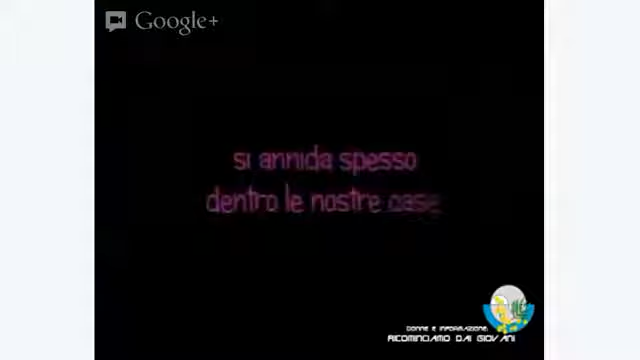 Google+
si annida spesso
dentro le nostre case
DONNE E INFORMAZIONE:
RICOMINCIAMO DAI GIOVANI